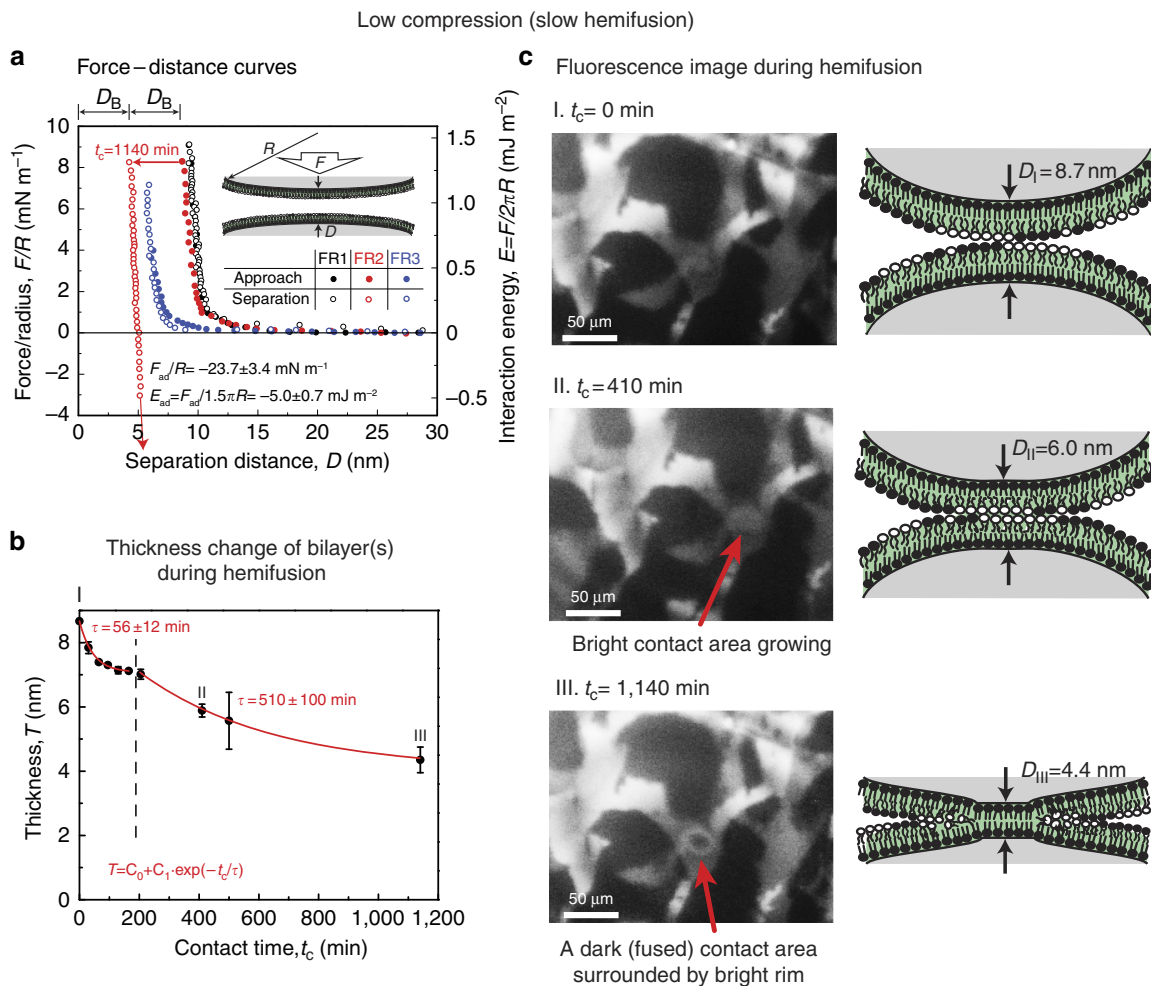 Low compression (slow hemifusion)
a
Force–distance curves
D_B D_B
10
8
6
4
2
0
−2
−4
Force/radius, F/R (mN m⁻¹)
t_c=1140 min
R
F
D
FR1 FR2 FR3
Approach
Separation
F_ad/R= −23.7±3.4 mN m⁻¹
E_ad=F_ad/1.5πR= −5.0±0.7 mJ m⁻²
1.5
1.0
0.5
0
−0.5
Interaction energy, E=F/2πR (mJ m⁻²)
0 5 10 15 20 25 30
Separation distance, D (nm)
b
Thickness change of bilayer(s)
during hemifusion
I
τ=56±12 min
II
τ=510±100 min
III
T=C₀+C₁·exp(−t_c/τ)
8
6
4
2
0
Thickness, T (nm)
0 200 400 600 800 1,000 1,200
Contact time, t_c (min)
c
Fluorescence image during hemifusion
I. t_c= 0 min
50 μm
D_I=8.7 nm
II. t_c=410 min
50 μm
D_II=6.0 nm
Bright contact area growing
III. t_c= 1,140 min
50 μm
D_III=4.4 nm
A dark (fused) contact area
surrounded by bright rim